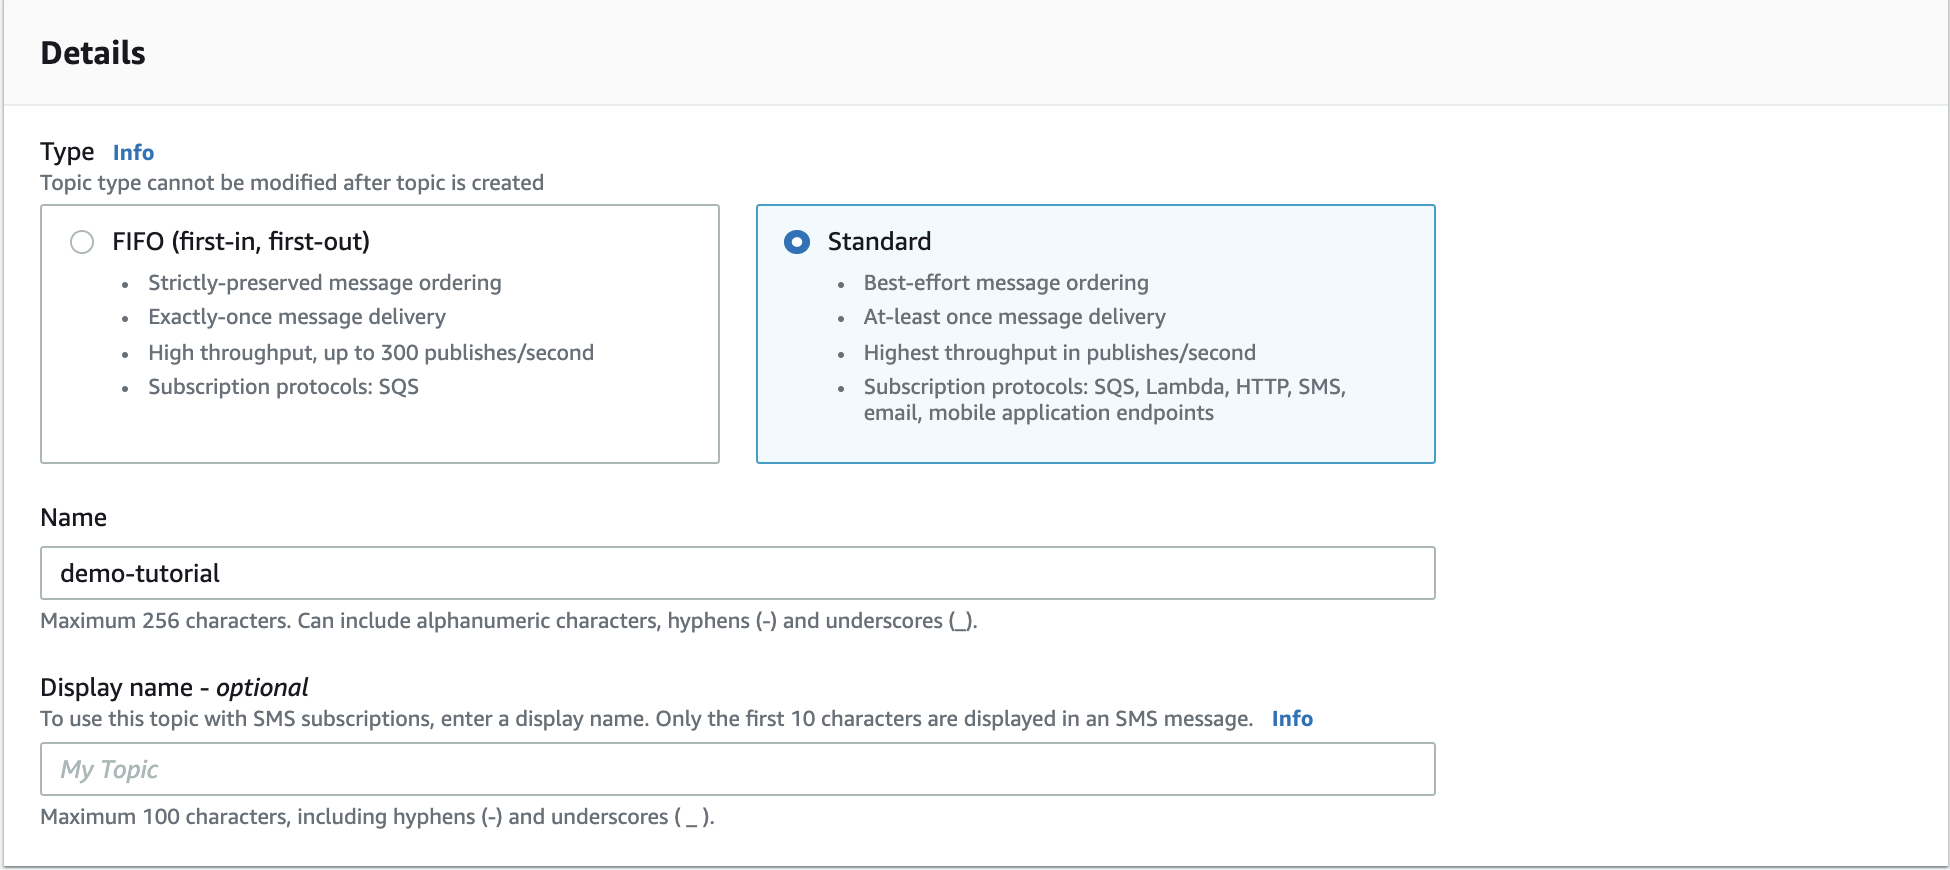 Details
Type Info
Topic type cannot be modified after topic is created
FIFO (first-in, first-out)
• Strictly-preserved message ordering
• Exactly-once message delivery
• High throughput, up to 300 publishes/second
• Subscription protocols: SQS
Standard
• Best-effort message ordering
• At-least once message delivery
• Highest throughput in publishes/second
• Subscription protocols: SQS, Lambda, HTTP, SMS,
email, mobile application endpoints
Name
demo-tutorial
Maximum 256 characters. Can include alphanumeric characters, hyphens (-) and underscores (_).
Display name - optional
To use this topic with SMS subscriptions, enter a display name. Only the first 10 characters are displayed in an SMS message. Info
My Topic
Maximum 100 characters, including hyphens (-) and underscores ( _ ).